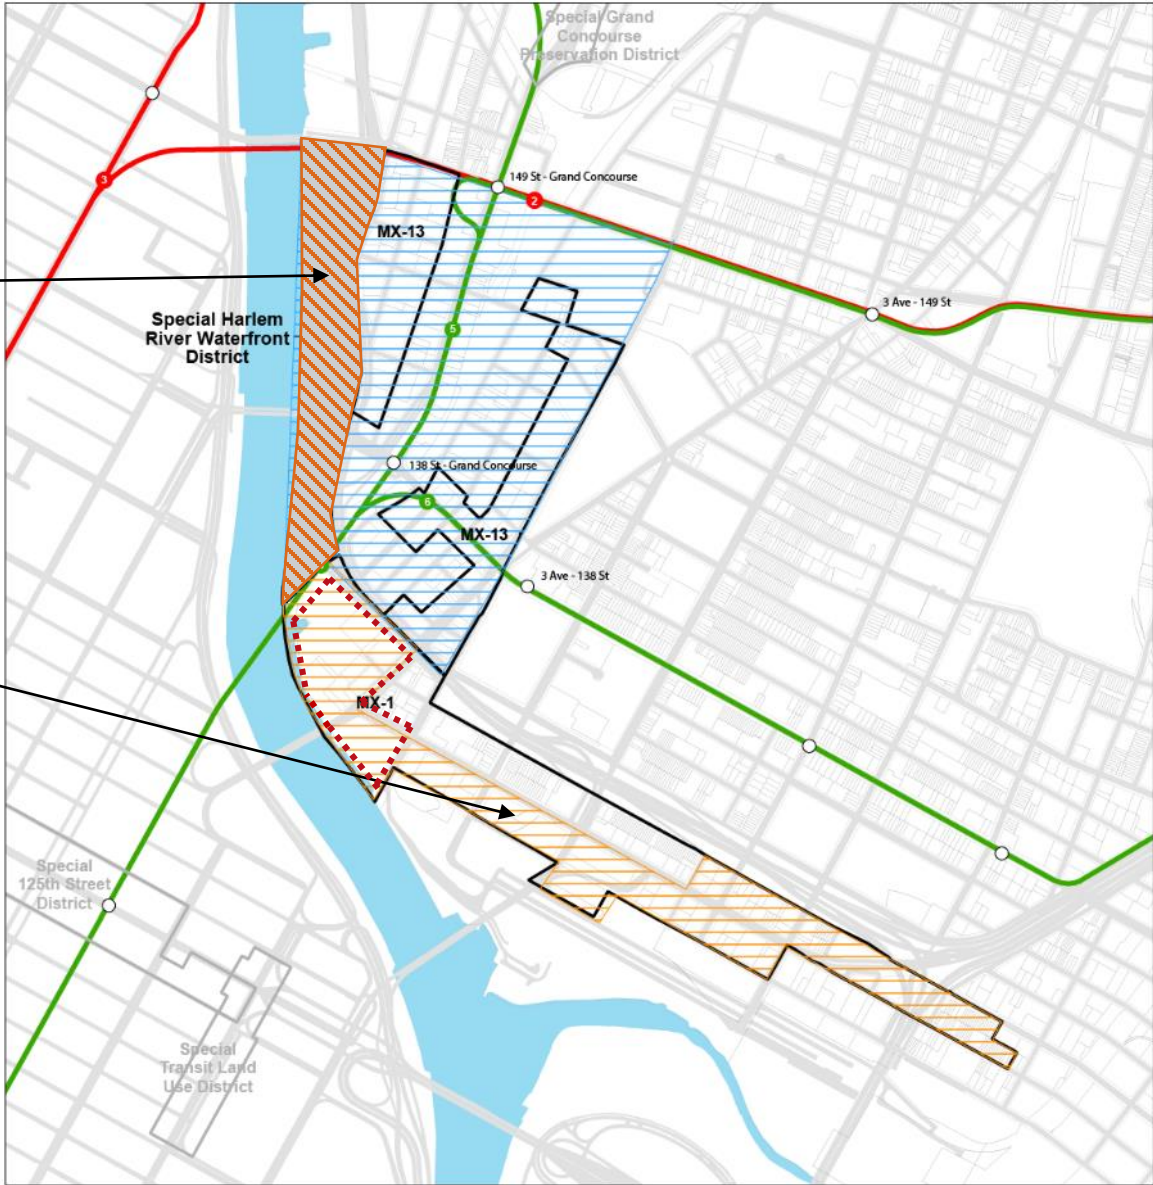 Special Grand
Concourse
Preservation District
3
149 St - Grand Concourse
2
MX-13
3 Ave - 149 St
Special Harlem
River Waterfront
District
5
138 St - Grand Concourse
6
MX-13
3 Ave - 138 St
MX-1
Special
125th Street
District
Special
Transit Land
Use District